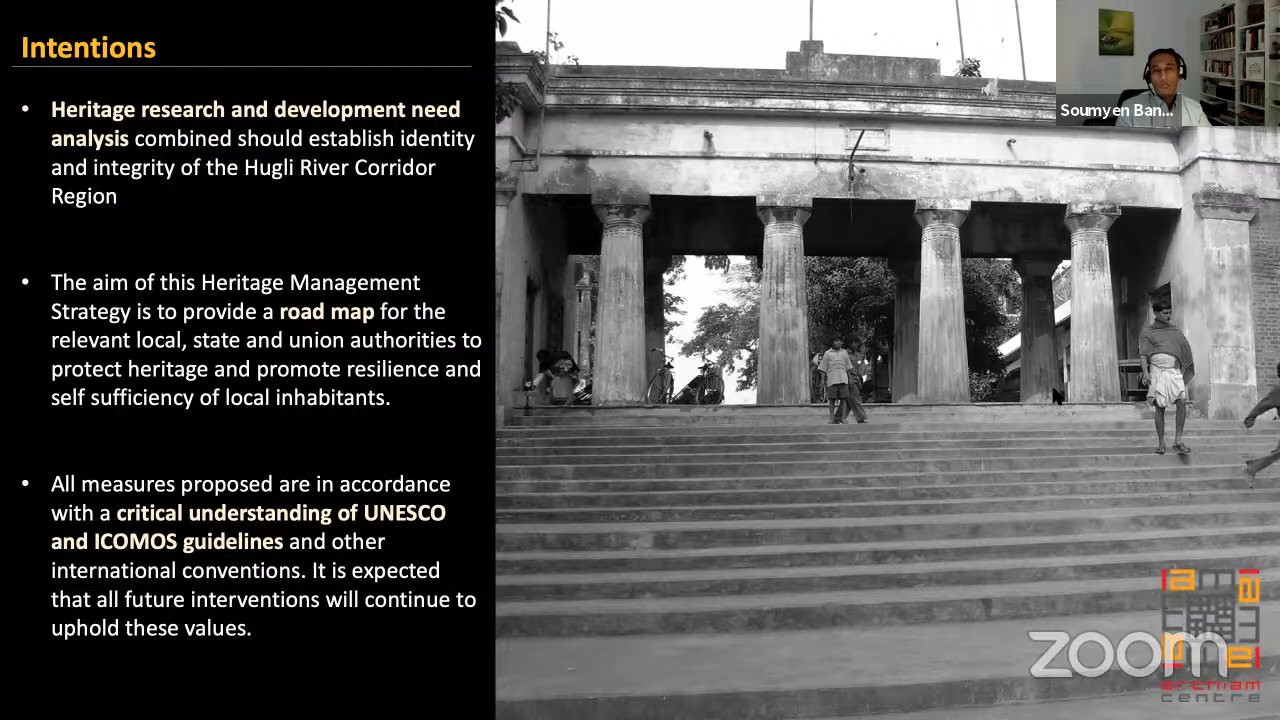 Intentions
• Heritage research and development need
analysis combined should establish identity
and integrity of the Hugli River Corridor
Region
• The aim of this Heritage Management
Strategy is to provide a road map for the
relevant local, state and union authorities to
protect heritage and promote resilience and
self sufficiency of local inhabitants.
• All measures proposed are in accordance
with a critical understanding of UNESCO
and ICOMOS guidelines and other
international conventions. It is expected
that all future interventions will continue to
uphold these values.
Soumyen Ban...
zoom
archiam
centre